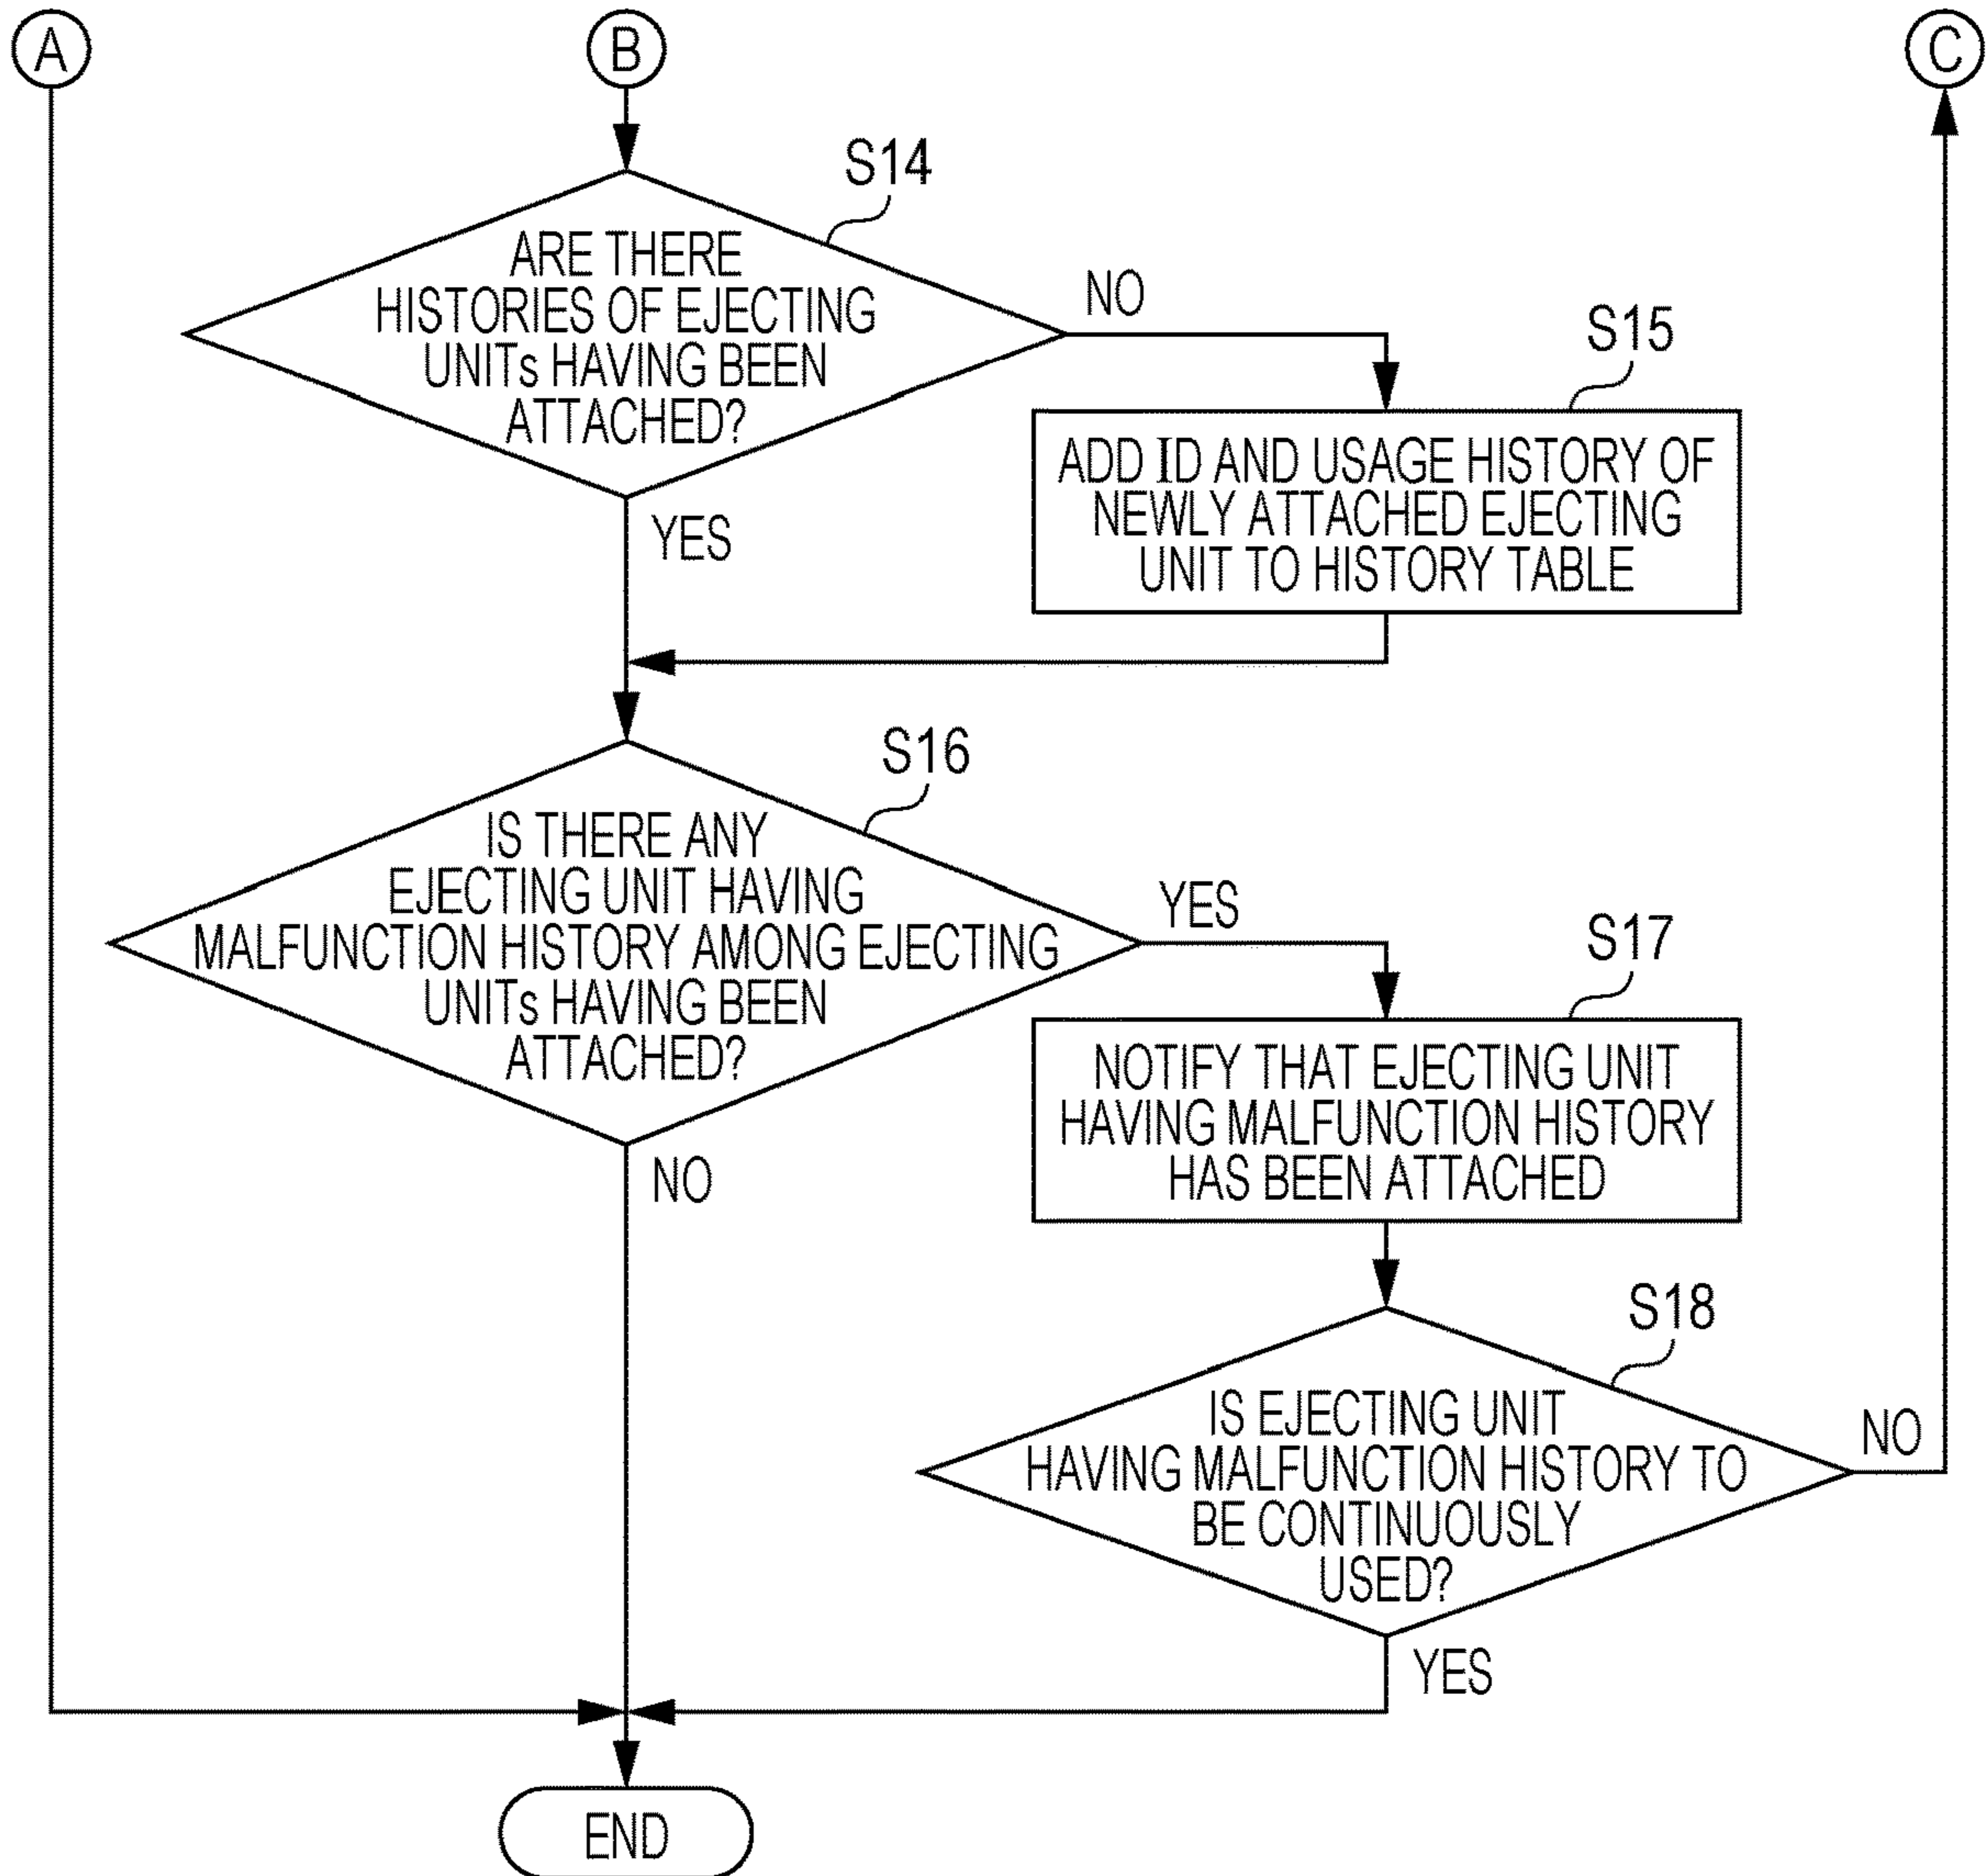 A
B
C
S14
ARE THERE
HISTORIES OF EJECTING
UNITs HAVING BEEN
ATTACHED?
NO
YES
S15
ADD ID AND USAGE HISTORY OF
NEWLY ATTACHED EJECTING
UNIT TO HISTORY TABLE
S16
IS THERE ANY
EJECTING UNIT HAVING
MALFUNCTION HISTORY AMONG EJECTING
UNITs HAVING BEEN
ATTACHED?
YES
NO
S17
NOTIFY THAT EJECTING UNIT
HAVING MALFUNCTION HISTORY
HAS BEEN ATTACHED
S18
IS EJECTING UNIT
HAVING MALFUNCTION HISTORY TO
BE CONTINUOUSLY
USED?
NO
YES
END